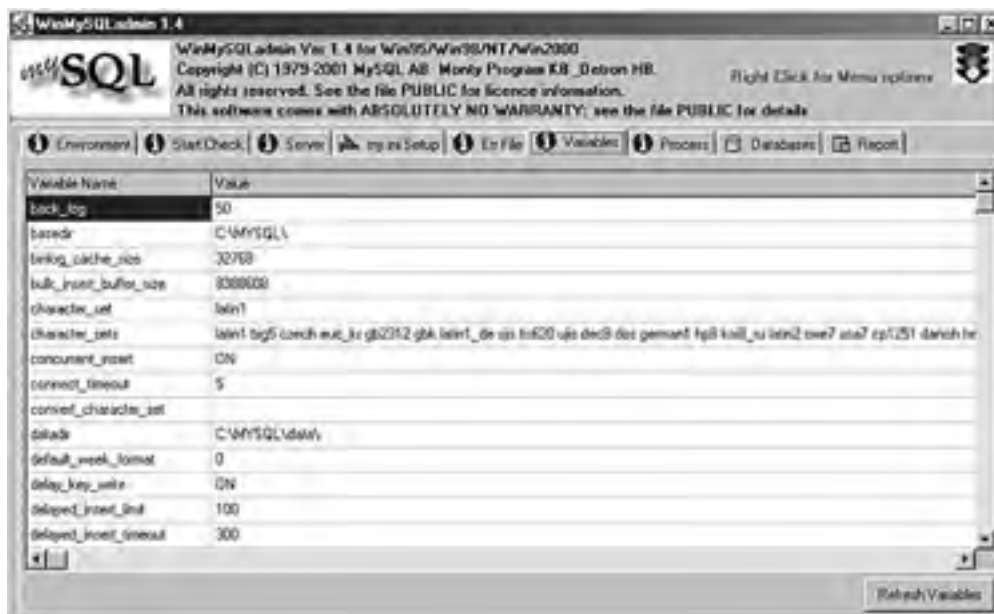 WinMySQLadmin 1.4
mySQL
WinMySQLadmin Ver 1.4 for Win95/Win98/NT/Win2000
Copyright (C) 1979-2001 MySQL AB Monty Program KB _Detron HB.
All rights reserved. See the file PUBLIC for licence information.
This software comes with ABSOLUTELY NO WARRANTY: see the file PUBLIC for details
Right Click for Menu options
Environment Start Check Server my.ini Setup Err File Variables Process Databases Report
Variable Name Value
back_log 50
basedir C:\MYSQL\
binlog_cache_size 32768
bulk_insert_buffer_size 8388608
character_set latin1
character_sets latin1 big5 czech euc_kr gb2312 gbk latin1_de sjis tis620 ujis dec8 dos german1 hp8 koi8_ru latin2 swe7 usa7 cp1251 danish he
concurrent_insert ON
connect_timeout 5
convert_character_set
datadir C:\MYSQL\data\
default_week_format 0
delay_key_write ON
delayed_insert_limit 100
delayed_insert_timeout 300
Refresh Variables